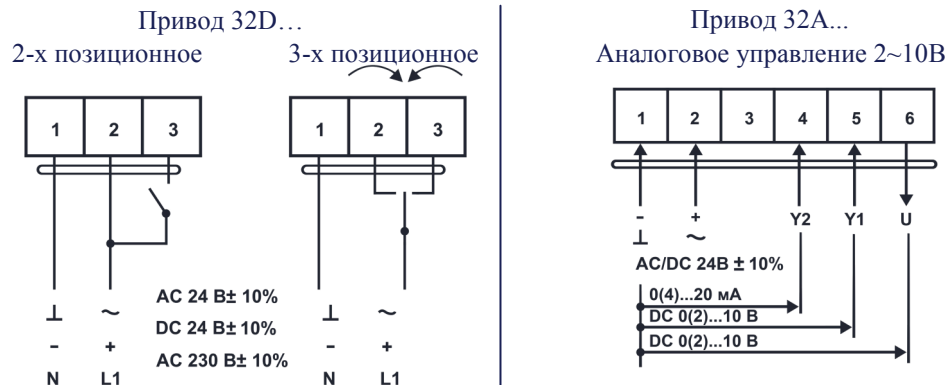 Привод 32D…
2-х позиционное
3-х позиционное
1 2 3
1 2 3
AC 24 В± 10%
DC 24 В± 10%
AC 230 В± 10%
⊥ ~
- +
N L1
⊥ ~
- +
N L1
Привод 32А...
Аналоговое управление 2~10В
1 2 3 4 5 6
- + Y2 Y1 U
⊥ ~
AC/DC 24В ± 10%
0(4)...20 мА
DC 0(2)...10 В
DC 0(2)...10 В